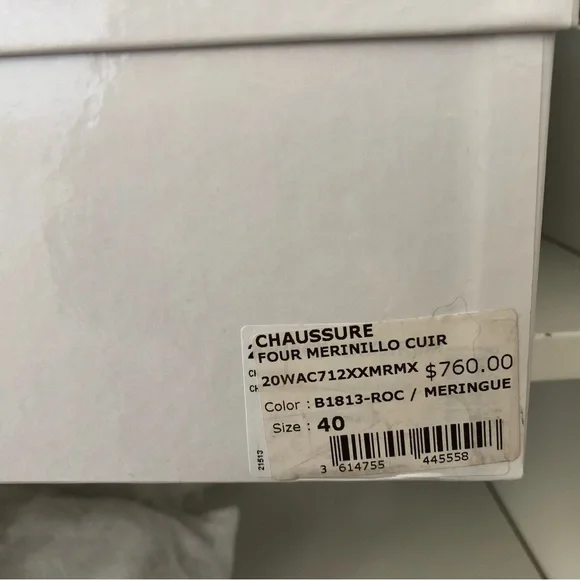 CHAUSSURE
FOUR MERINILLO CUIR
20WAC712XXMRMX $760.00
Color : B1813-ROC / MERINGUE
Size : 40
3 614755 445558
21513